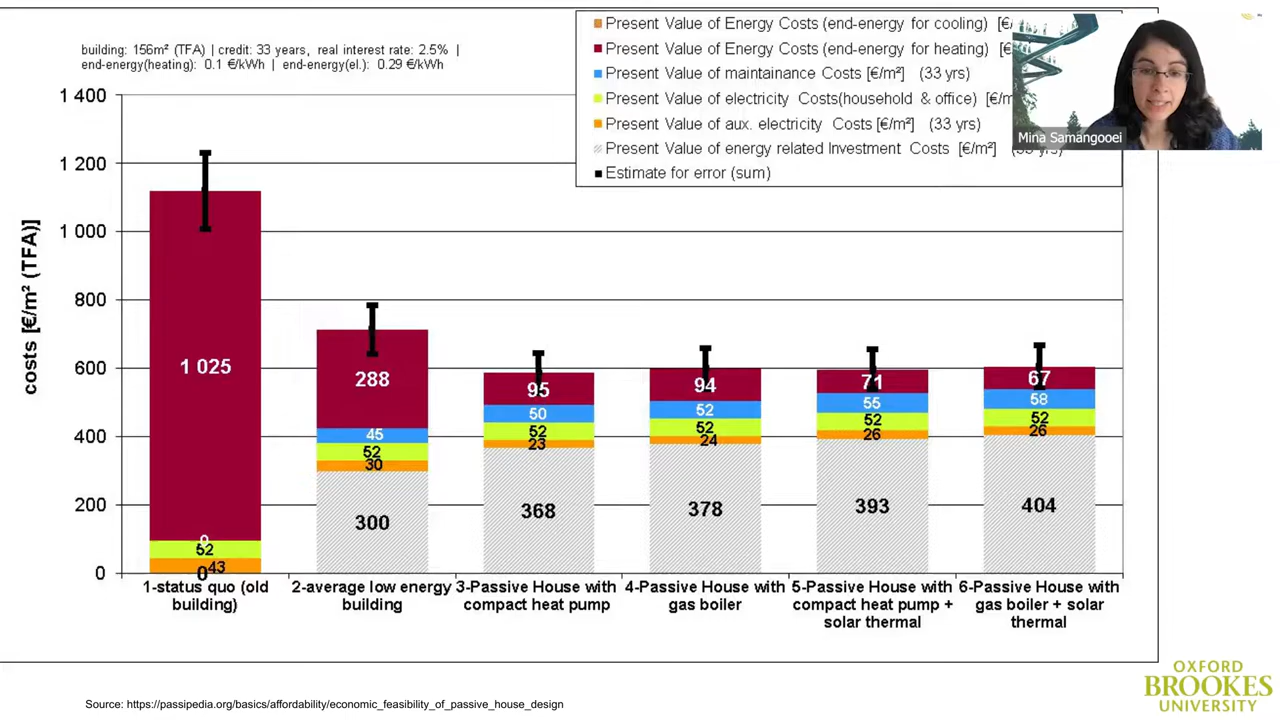 building: 156m² (TFA) | credit: 33 years, real interest rate: 2.5% |
end-energy(heating): 0.1 €/kWh | end-energy(el.): 0.29 €/kWh
Present Value of Energy Costs (end-energy for cooling) [€/
Present Value of Energy Costs (end-energy for heating) [€/
Present Value of maintainance Costs [€/m²] (33 yrs)
Present Value of electricity Costs(household & office) [€/m
Present Value of aux. electricity Costs [€/m²] (33 yrs)
Present Value of energy related Investment Costs [€/m²] yrs)
Estimate for error (sum)
Mina Samangooei
costs [€/m² (TFA)]
1 400
1 200
1 000
800
600
400
200
0
1 025
0
52
43
0
288
45
52
30
300
95
50
52
23
368
94
52
52
24
378
71
55
52
26
393
67
58
52
26
404
1-status quo (old
building)
2-average low energy
building
3-Passive House with
compact heat pump
4-Passive House with
gas boiler
5-Passive House with
compact heat pump +
solar thermal
6-Passive House with
gas boiler + solar
thermal
Source: https://passipedia.org/basics/affordability/economic_feasibility_of_passive_house_design
OXFORD
BROOKES
UNIVERSITY